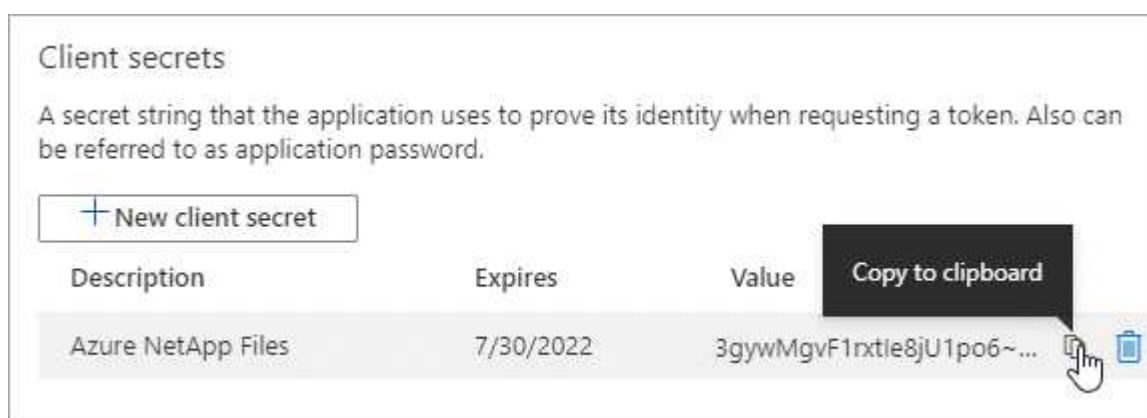 Client secrets
A secret string that the application uses to prove its identity when requesting a token. Also can
be referred to as application password.
+New client secret
Description Expires Value Copy to clipboard
Azure NetApp Files 7/30/2022 3gywMgvF1rxtIe8jU1po6~...